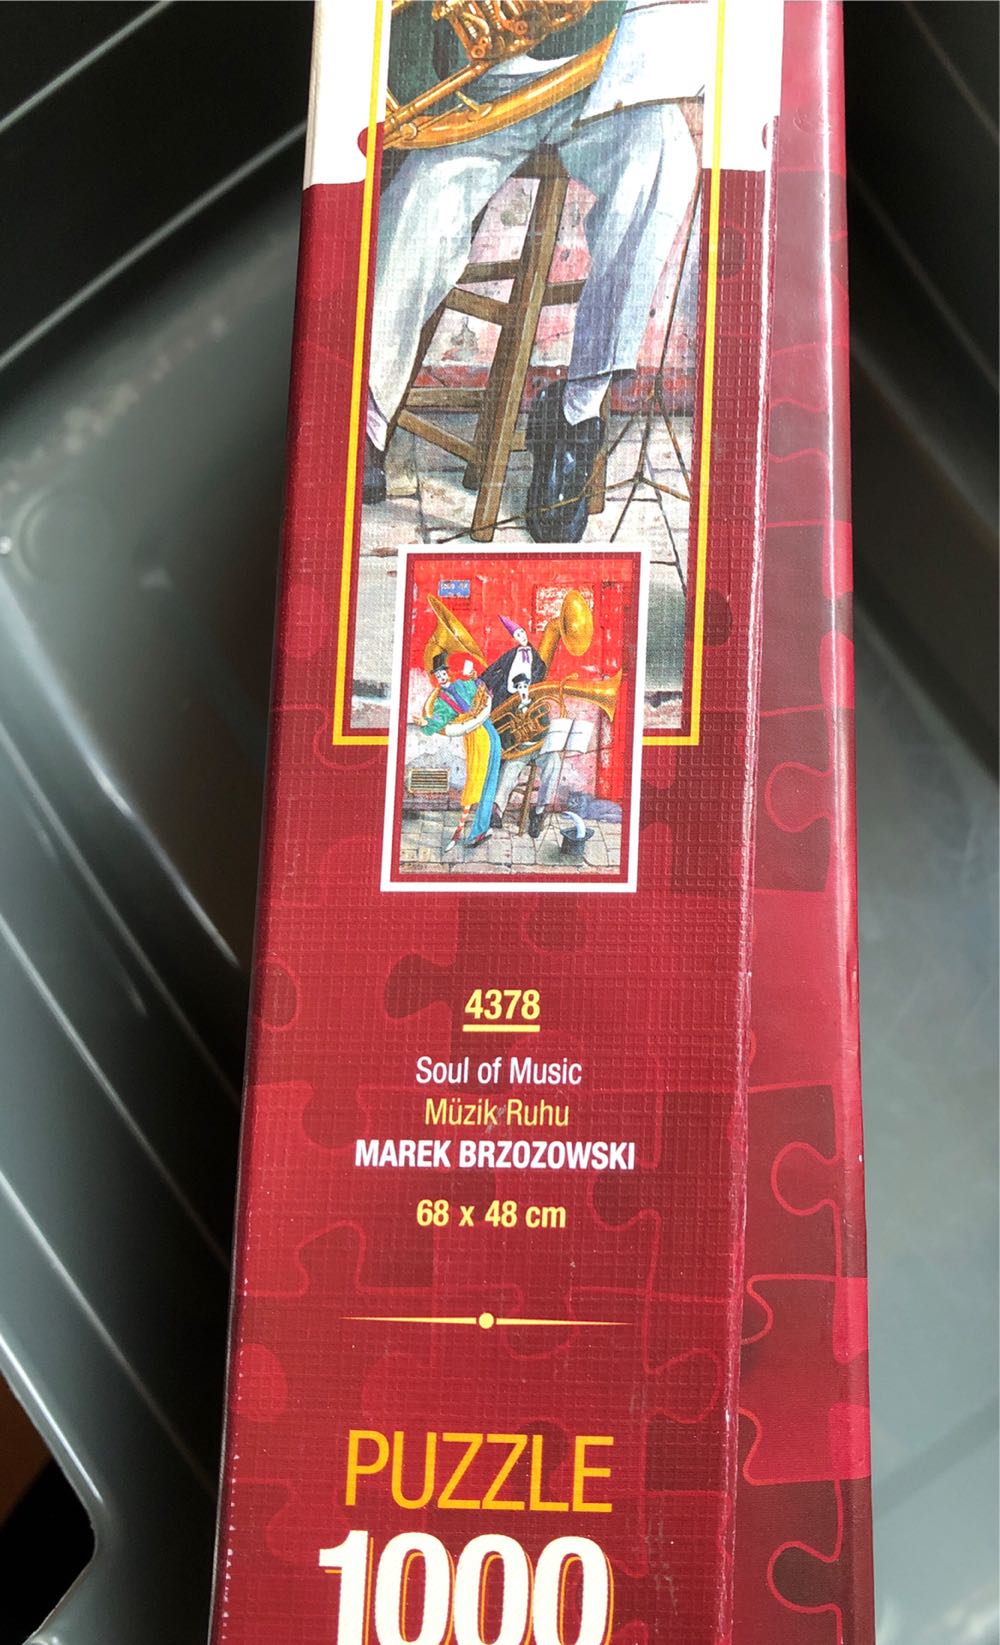 4378
Soul of Music
Müzik Ruhu
MAREK BRZOZOWSKI
68 x 48 cm
PUZZLE
1000